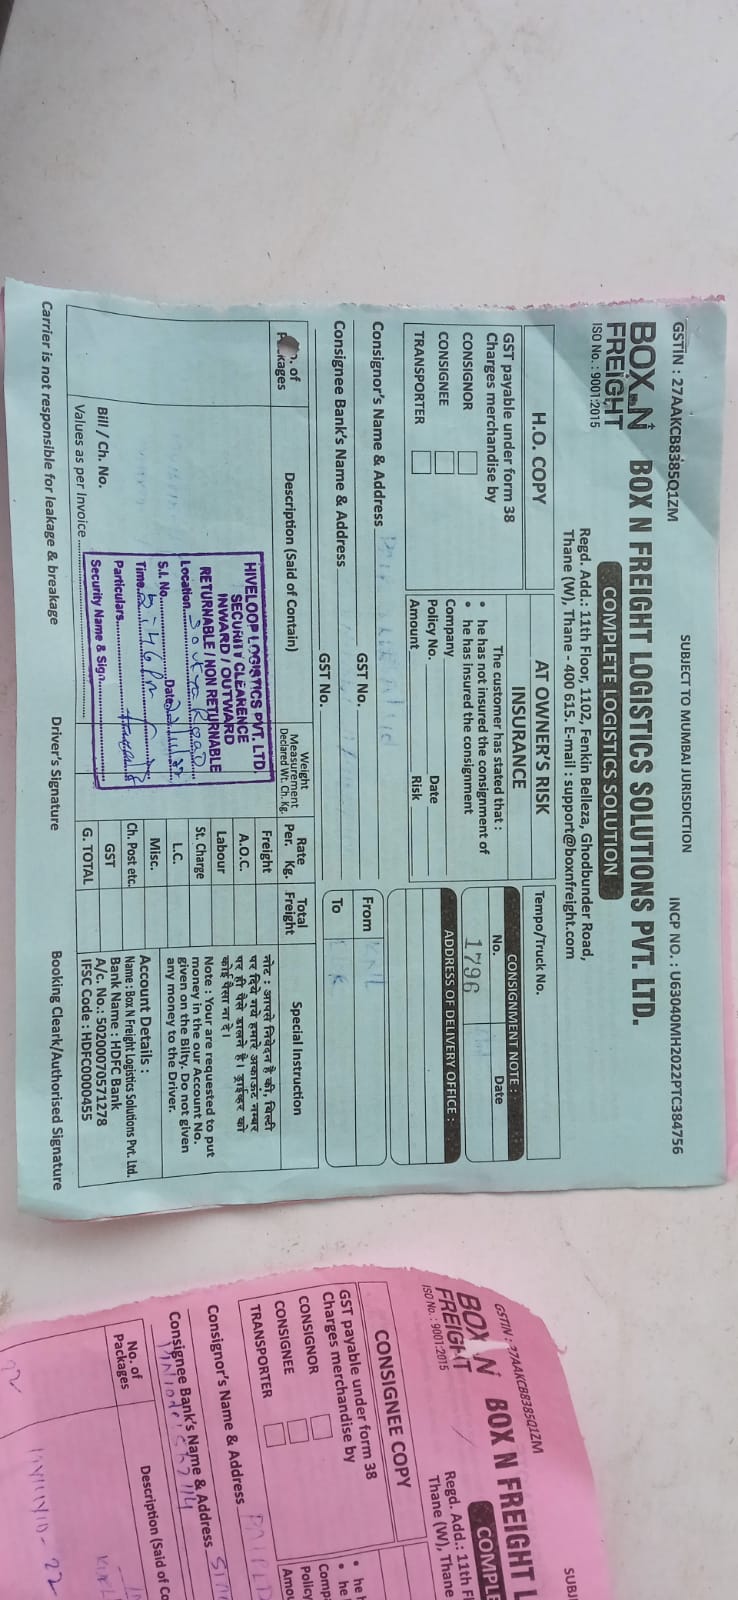 GSTIN : 27AAKCB8385Q1ZM
SUBJECT TO MUMBAI JURISDICTION
INCP NO. : U63040MH2022PTC384756
BOX N FREIGHT
ISO No. : 9001:2015
BOX N FREIGHT LOGISTICS SOLUTIONS PVT. LTD.
COMPLETE LOGISTICS SOLUTION
Regd. Add.: 11th Floor, 1102, Fenkin Belleza, Ghodbunder Road,
Thane (W), Thane - 400 615. E-mail : support@boxnfreight.com
H.O. COPY
GST payable under form 38
Charges merchandise by
CONSIGNOR
CONSIGNEE
TRANSPORTER
AT OWNER'S RISK
INSURANCE
The customer has stated that :
• he has not insured the consignment of
• he has insured the consignment
Company
Policy No.
Date
Amount
Risk
Tempo/Truck No.
CONSIGNMENT NOTE :
No.
Date
1796
ADDRESS OF DELIVERY OFFICE :
Consignor's Name & Address
GST No.
Consignee Bank's Name & Address
GST No.
From
To
of
Packages
Description (Said of Contain)
Weight
Measurement
Declared Wt. Ch. Kg.
Rate
Per. Kg.
Total
Freight
Special Instruction
Freight
A.O.C.
Labour
St. Charge
L.C.
Misc.
Ch. Post etc.
GST
G. TOTAL
नोट : आपसे निवेदन है की, बिल्टी
पर दिये गये हमारे अकाऊंट नम्बर
पर ही पैसे डालने है। ड्राईव्हर को
कोई पैसा ना दे।
Note : Your are requested to put
money in the our Account No.
given on the Bilty. Do not given
any money to the Driver.
Account Details :
Name : Box N Freight Logistics Solutions Pvt. Ltd.
Bank Name : HDFC Bank
A/c. No.: 50200070571278
IFSC Code : HDFC0000455
HIVELOOP LOGISTICS PVT. LTD.
SECURITY CLEARENCE
INWARD / OUTWARD
RETURNABLE / NON RETURNABLE
Location
S.I. No. Date
Time
Particulars
Security Name & Sign
Bill / Ch. No.
Values as per Invoice
Carrier is not responsible for leakage & breakage
Driver's Signature
Booking Cleark/Authorised Signature
GSTIN : 27AAKCB8385Q1ZM
SUBJ
BOX N FREIGHT
ISO No. : 9001:2015
BOX N FREIGHT L
COMPLE
Regd. Add.: 11th Fl
Thane (W), Thane
CONSIGNEE COPY
GST payable under form 38
Charges merchandise by
CONSIGNOR
CONSIGNEE
TRANSPORTER
• he h
• he
Comp
Policy
Amou
Consignor's Name & Address
Consignee Bank's Name & Address
No. of
Packages
Description (Said of Co